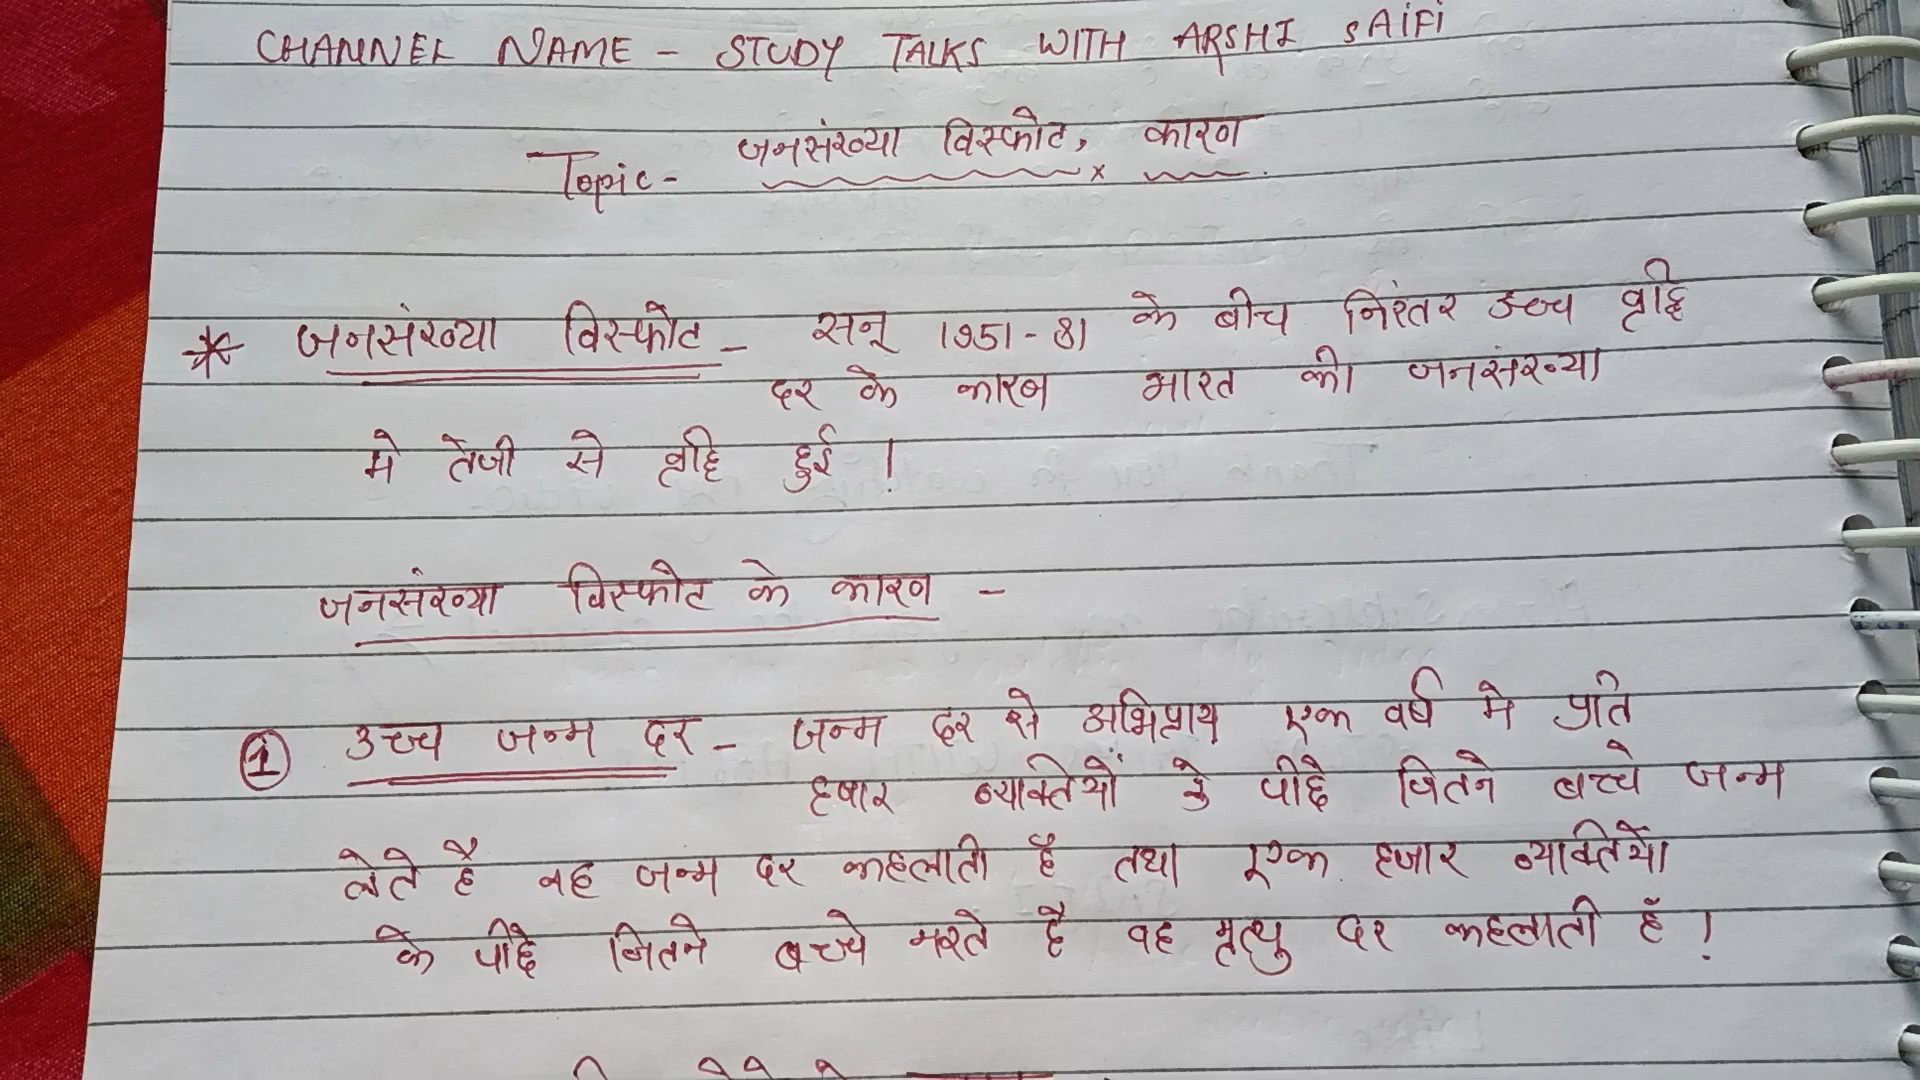 CHANNEL NAME - STUDY TALKS WITH ARSHI SAIFI
Topic- जनसंख्या विस्फोट, कारण
* जनसंख्या विस्फोट - सन् 1951-81 के बीच निरंतर उच्च वृद्धि
दर के कारण भारत की जनसंख्या
मे तेजी से वृद्धि हुई !
जनसंख्या विस्फोट के कारण -
① उच्च जन्म दर - जन्म दर से अभिप्राय एक वर्ष मे प्रति
हजार व्यक्तियों के पीछे जितने बच्चे जन्म
लेते है वह जन्म दर कहलाती हैं तथा एक हजार व्यक्तियो
के पीछे जितने बच्चे मरते है वह मृत्यु दर कहलाती हैं !